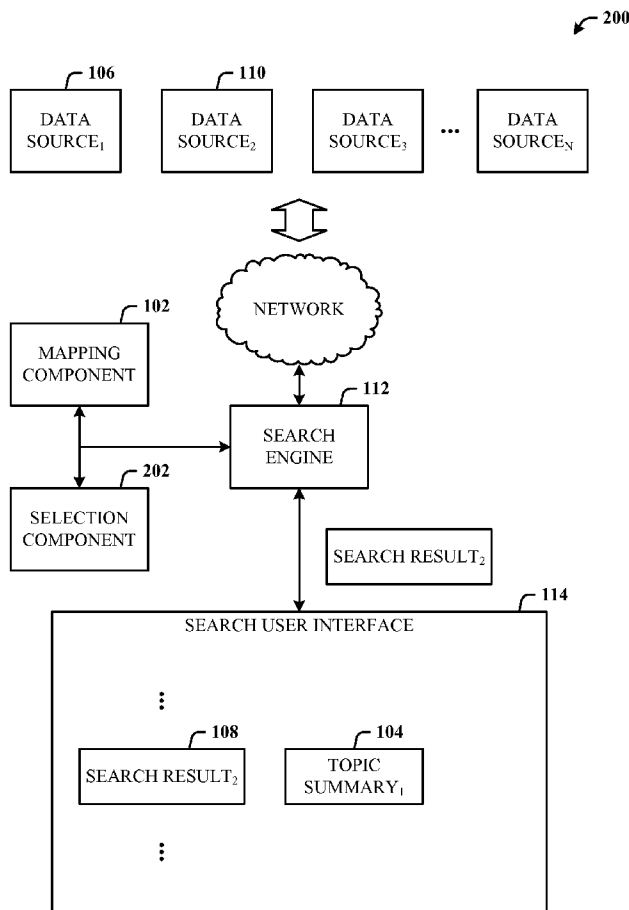 200
106
110
DATA
SOURCE₁
DATA
SOURCE₂
DATA
SOURCE₃
...
DATA
SOURCE_N
NETWORK
102
MAPPING
COMPONENT
112
SEARCH
ENGINE
202
SELECTION
COMPONENT
SEARCH RESULT₂
114
SEARCH USER INTERFACE
108
SEARCH RESULT₂
104
TOPIC
SUMMARY₁